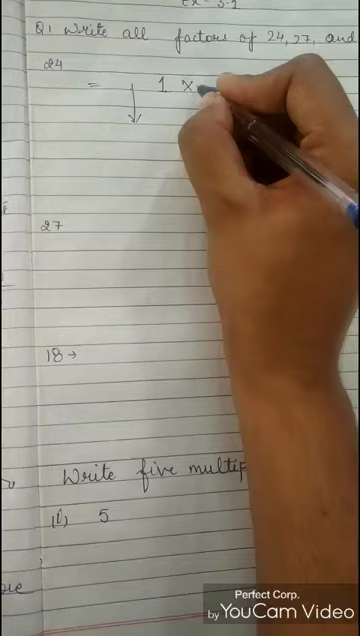 Ex - 3.1
Q1 Write all factors of 24, 27, and
24
= 1 ×
27
18 →
Write five multip
(i) 5
Perfect Corp.
by YouCam Video